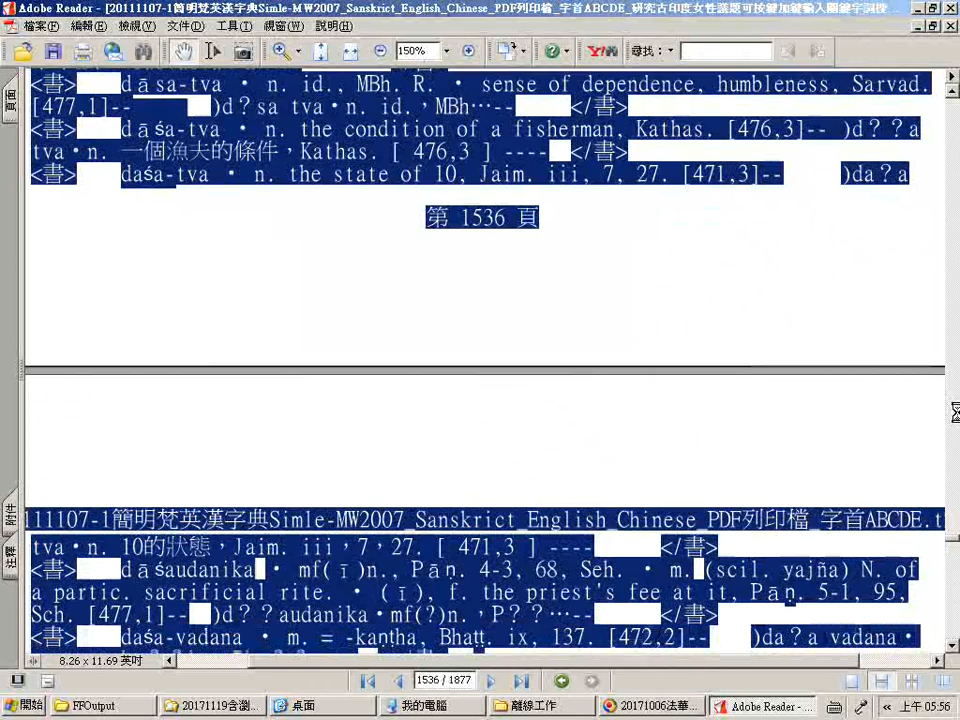 Adobe Reader - [20111107-1簡明梵英漢字典Simle-MW2007_Sanskrict_English_Chinese_PDF列印檔_字首ABCDE_研究古印度女性議題可按鍵加鍵輸入關鍵字詞搜
檔案(F) 編輯(E) 檢視(V) 文件(D) 工具(T) 視窗(W) 說明(H)
150% 尋找：
頁面
<書> dāsa-tva • n. id., MBh. R. • sense of dependence, humbleness, Sarvad.
[477,1]-- )d?sa tva•n. id.，MBh…-- </書>
<書> dāśa-tva • n. the condition of a fisherman, Kathas. [476,3]-- )d??a
tva•n. 一個漁夫的條件，Kathas. [ 476,3 ] ---- </書>
<書> daśa-tva • n. the state of 10, Jaim. iii, 7, 27. [471,3]-- )da?a
第 1536 頁
附件
注釋
11107-1簡明梵英漢字典Simle-MW2007_Sanskrict_English_Chinese_PDF列印檔_字首ABCDE.t
tva•n. 10的狀態，Jaim. iii，7，27. [ 471,3 ] ---- </書>
<書> dāśaudanika • mf(ī)n., Pāṇ. 4-3, 68, Seh. • m. (scil. yajña) N. of
a partic. sacrificial rite. • (ī), f. the priest's fee at it, Pāṇ. 5-1, 95,
Sch. [477,1]-- )d??audanika•mf(?)n.，P??…-- </書>
<書> daśa-vadana • m. = -kaṇṭha, Bhaṭṭ. ix, 137. [472,2]-- )da?a vadana•
8.26 x 11.69 英吋
1536 / 1877
開始 FFOutput 20171119含瀏... 桌面 我的電腦 離線工作 20171006法華... Adobe Reader - ... 上午 05:56